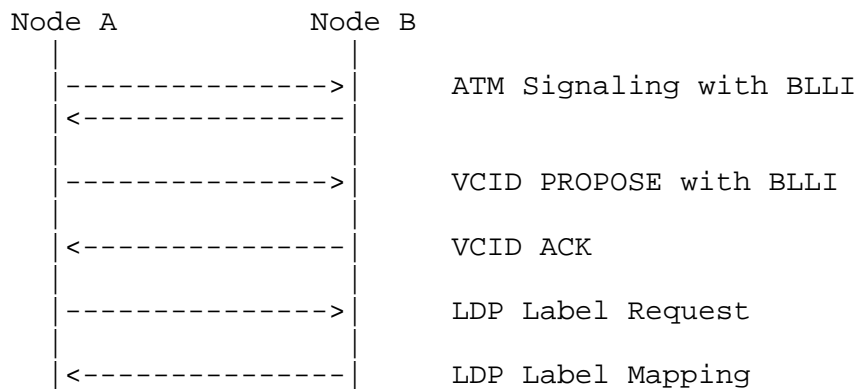 Node A Node B
ATM Signaling with BLLI
VCID PROPOSE with BLLI
VCID ACK
LDP Label Request
LDP Label Mapping